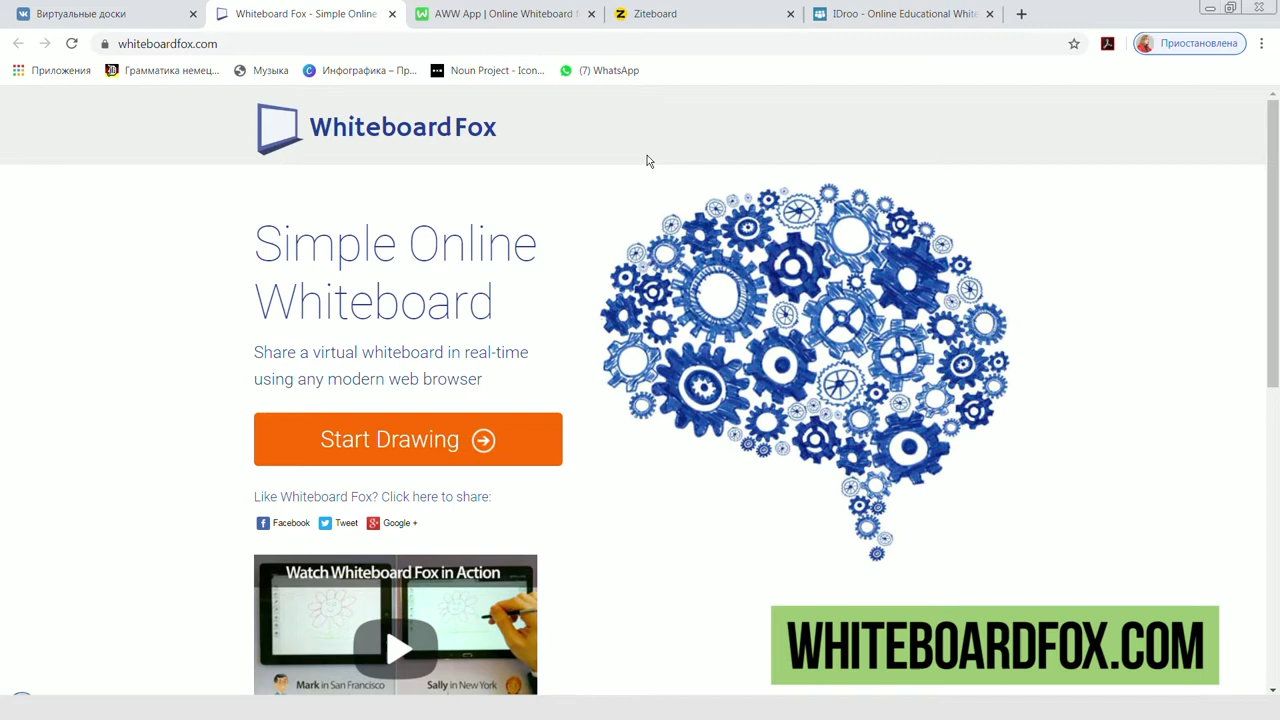 Виртуальные доски
Whiteboard Fox - Simple Online
AWW App | Online Whiteboard f
Ziteboard
IDroo - Online Educational White
whiteboardfox.com
Приостановлена
Приложения
Грамматика немец...
Музыка
Инфографика – Пр...
Noun Project - Icon...
(7) WhatsApp
Whiteboard Fox
Simple Online
Whiteboard
Share a virtual whiteboard in real-time
using any modern web browser
Start Drawing
Like Whiteboard Fox? Click here to share:
Facebook
Tweet
Google +
Watch Whiteboard Fox in Action
Mark in San Francisco
Sally in New York
WHITEBOARDFOX.COM